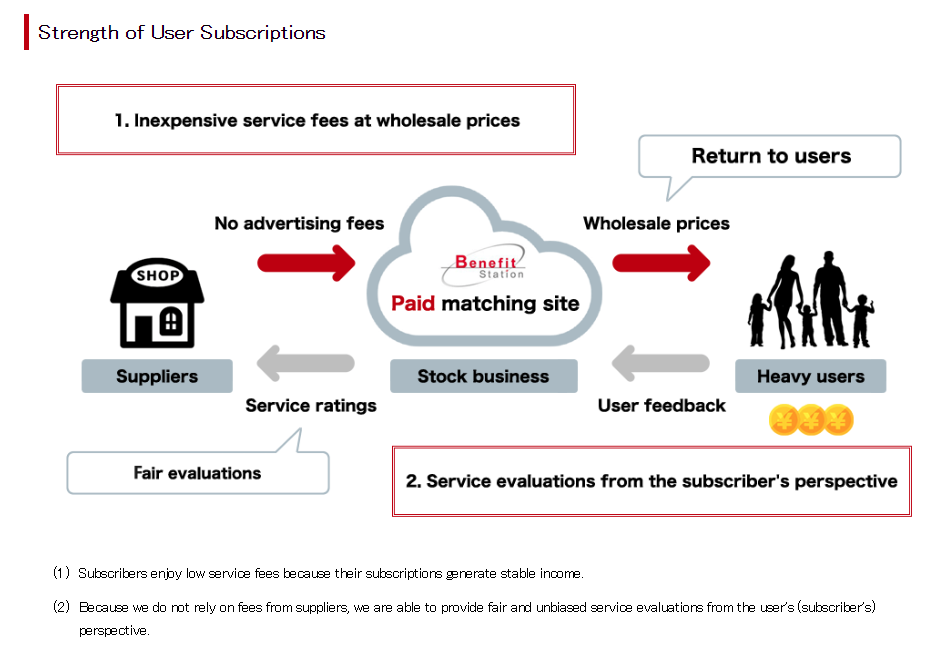 Strength of User Subscriptions
1. Inexpensive service fees at wholesale prices
Return to users
No advertising fees
Wholesale prices
SHOP
Benefit
Station
Paid matching site
Suppliers
Stock business
Heavy users
Service ratings
User feedback
¥ ¥ ¥
Fair evaluations
2. Service evaluations from the subscriber's perspective
(1) Subscribers enjoy low service fees because their subscriptions generate stable income.
(2) Because we do not rely on fees from suppliers, we are able to provide fair and unbiased service evaluations from the user's (subscriber's)
perspective.